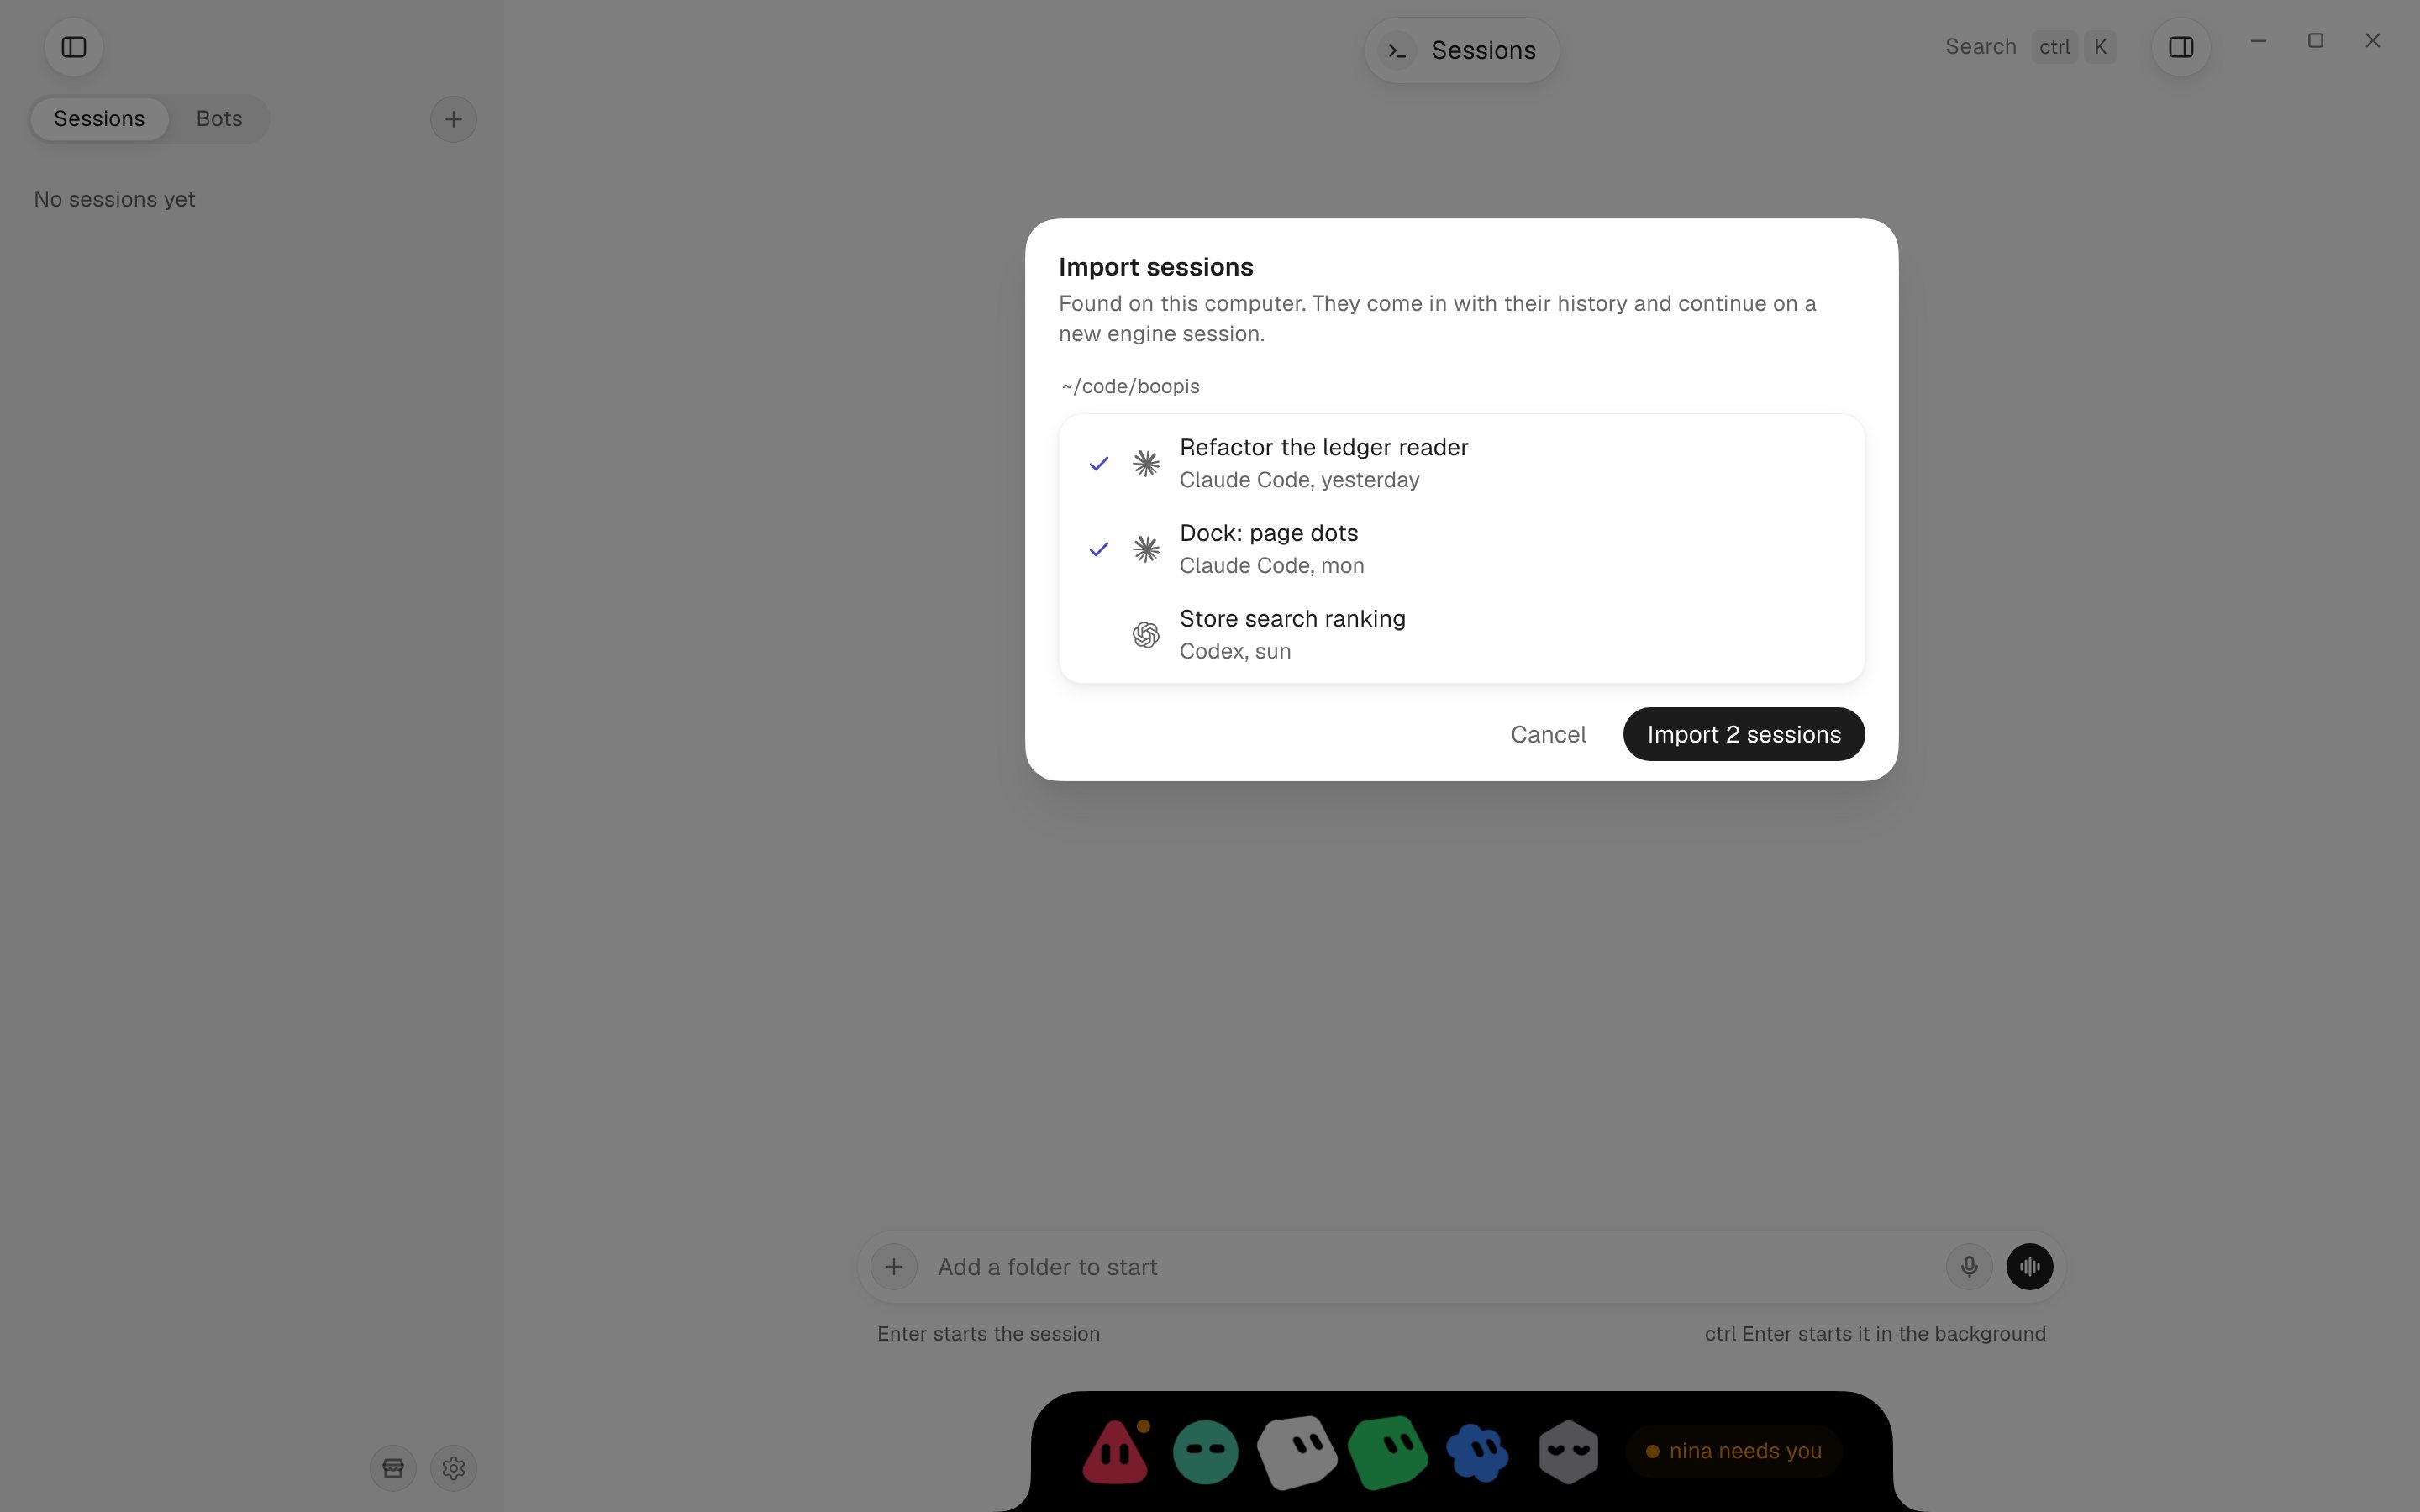 Sessions
Search ctrl K
Sessions Bots
No sessions yet
Import sessions
Found on this computer. They come in with their history and continue on a
new engine session.
~/code/boopis
Refactor the ledger reader
Claude Code, yesterday
Dock: page dots
Claude Code, mon
Store search ranking
Codex, sun
Cancel Import 2 sessions
Add a folder to start
Enter starts the session ctrl Enter starts it in the background
nina needs you